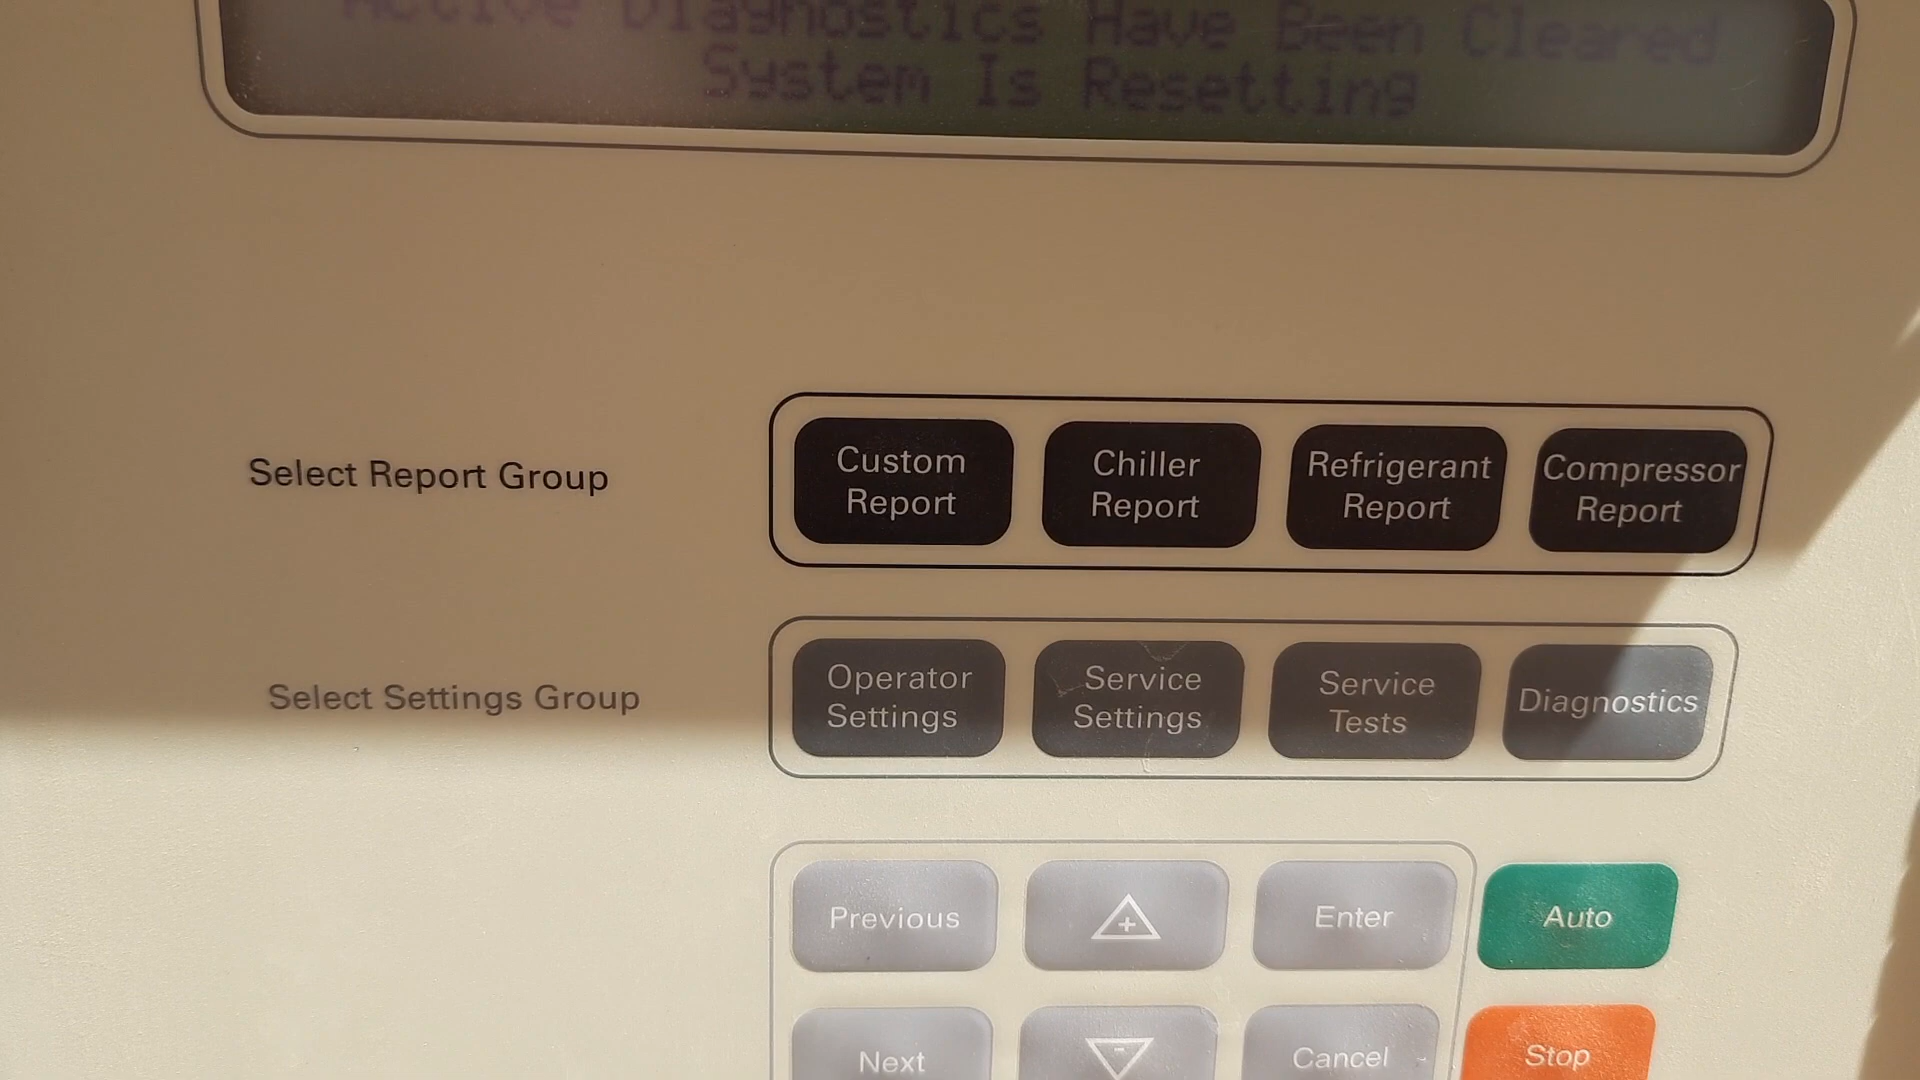 Active Diagnostics Have Been Cleared
System Is Resetting
Select Report Group
Custom
Report
Chiller
Report
Refrigerant
Report
Compressor
Report
Select Settings Group
Operator
Settings
Service
Settings
Service
Tests
Diagnostics
Previous
+
Enter
Auto
Next
-
Cancel
Stop